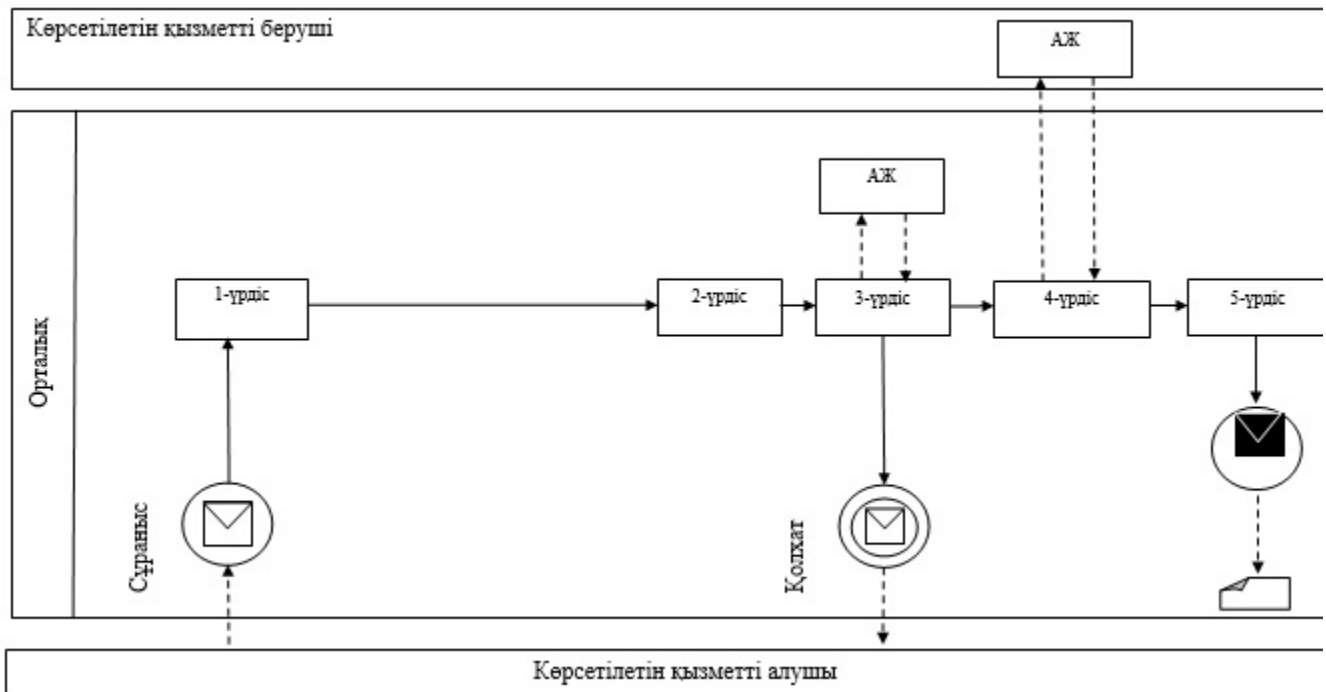 Көрсетілетін қызметті беруші
АЖ
АЖ
1-үрдіс
2-үрдіс
3-үрдіс
4-үрдіс
5-үрдіс
Орталық
Сұраныс
Қолхат
Көрсетілетін қызметті алушы